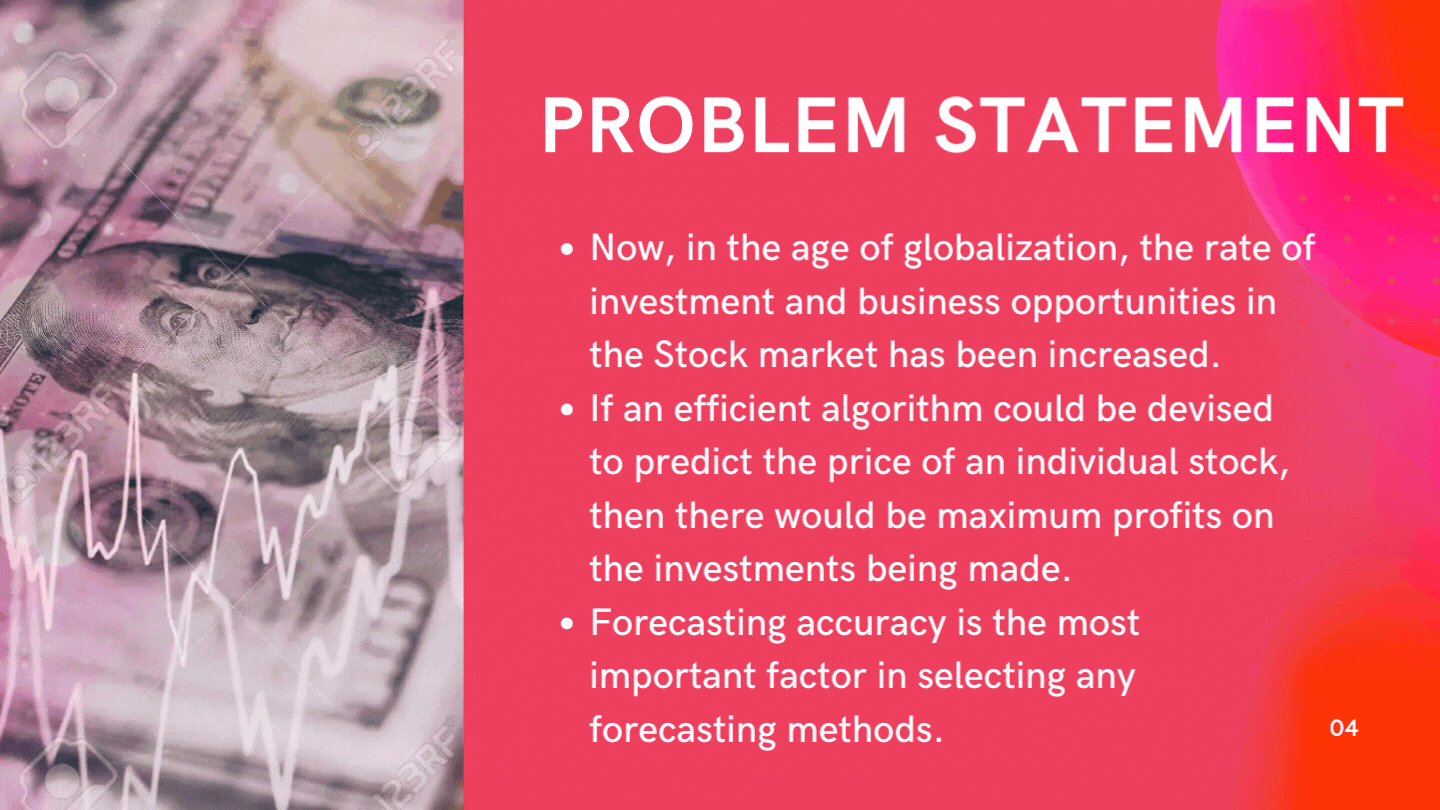 PROBLEM STATEMENT
• Now, in the age of globalization, the rate of
investment and business opportunities in
the Stock market has been increased.
• If an efficient algorithm could be devised
to predict the price of an individual stock,
then there would be maximum profits on
the investments being made.
• Forecasting accuracy is the most
important factor in selecting any
forecasting methods.
04
123RF
123RF
123RF